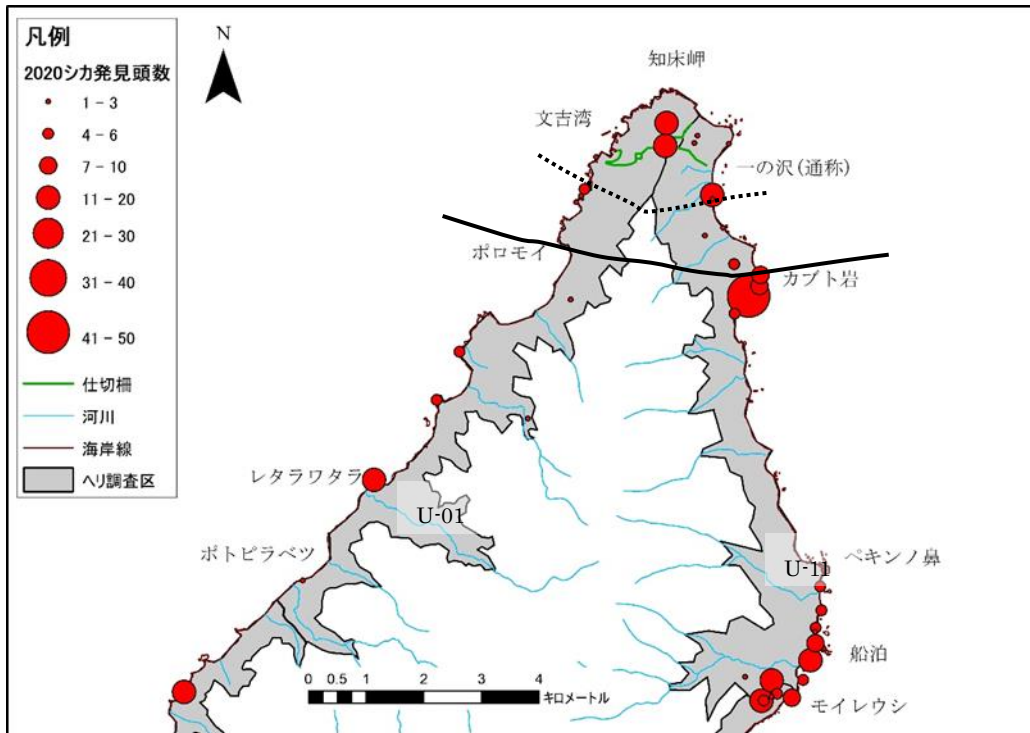 凡例
2020シカ発見頭数
1 - 3
4 - 6
7 - 10
11 - 20
21 - 30
31 - 40
41 - 50
仕切柵
河川
海岸線
ヘリ調査区
N
知床岬
文吉湾
一の沢(通称)
ポロモイ
カブト岩
レタラワタラ
U-01
ポトピラベツ
U-11
ペキンノ鼻
船泊
モイレウシ
0 0.5 1 2 3 4
キロメートル